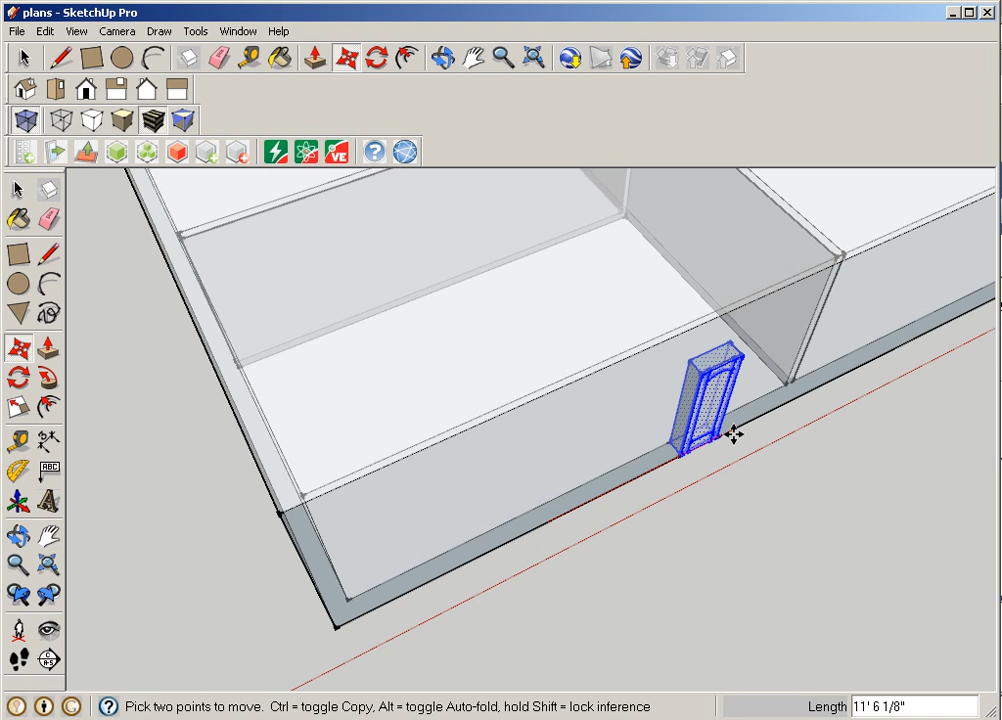 plans - SketchUp Pro
File Edit View Camera Draw Tools Window Help
VE
?
ABC
A-5
? Pick two points to move. Ctrl = toggle Copy, Alt = toggle Auto-fold, hold Shift = lock inference Length 11' 6 1/8"